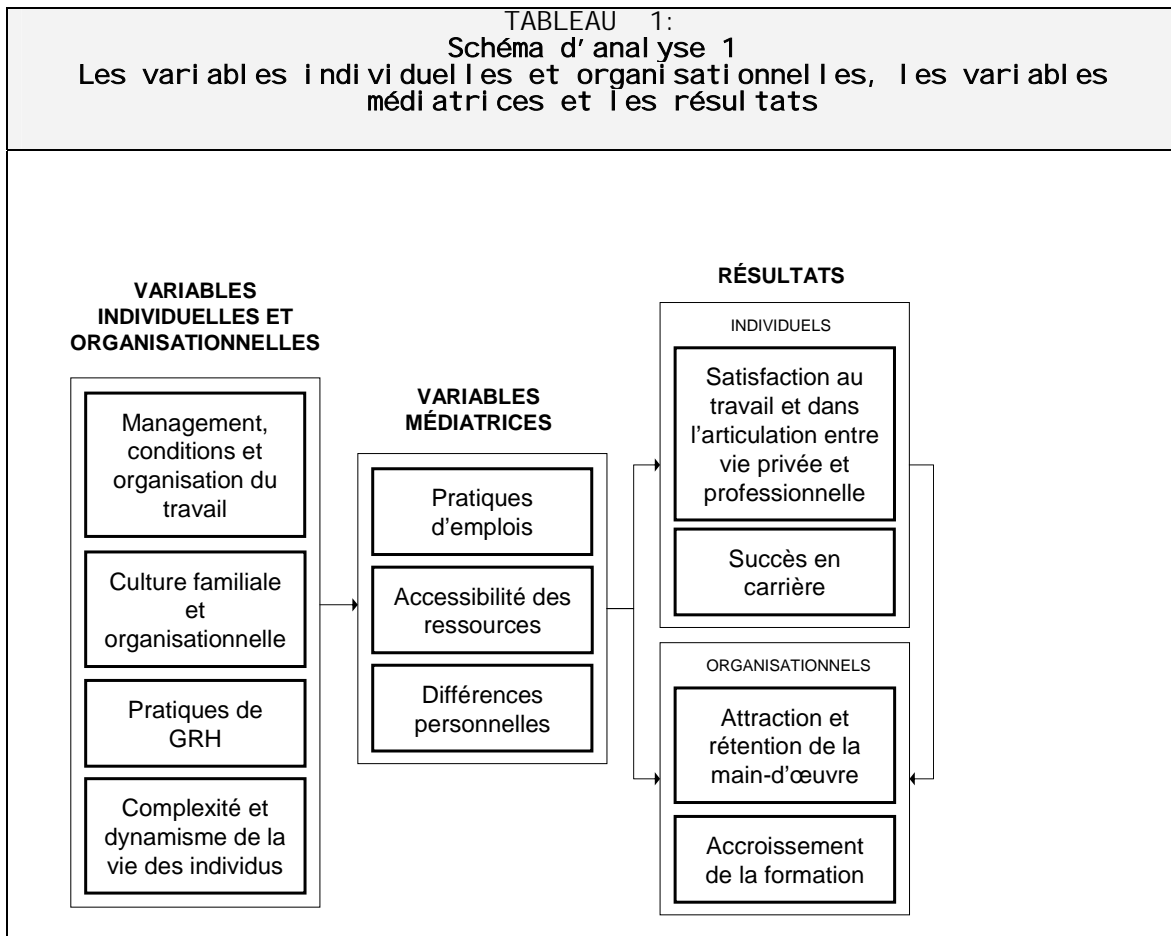 TABLEAU 1:
Schéma d'analyse 1
Les variables individuelles et organisationnelles, les variables
médiatrices et les résultats
VARIABLES
INDIVIDUELLES ET
ORGANISATIONNELLES
Management,
conditions et
organisation du
travail
Culture familiale
et
organisationnelle
Pratiques de
GRH
Complexité et
dynamisme de la
vie des individus
VARIABLES
MÉDIATRICES
Pratiques
d'emplois
Accessibilité des
ressources
Différences
personnelles
RÉSULTATS
INDIVIDUELS
Satisfaction au
travail et dans
l'articulation entre
vie privée et
professionnelle
Succès en
carrière
ORGANISATIONNELS
Attraction et
rétention de la
main-d'œuvre
Accroissement
de la formation